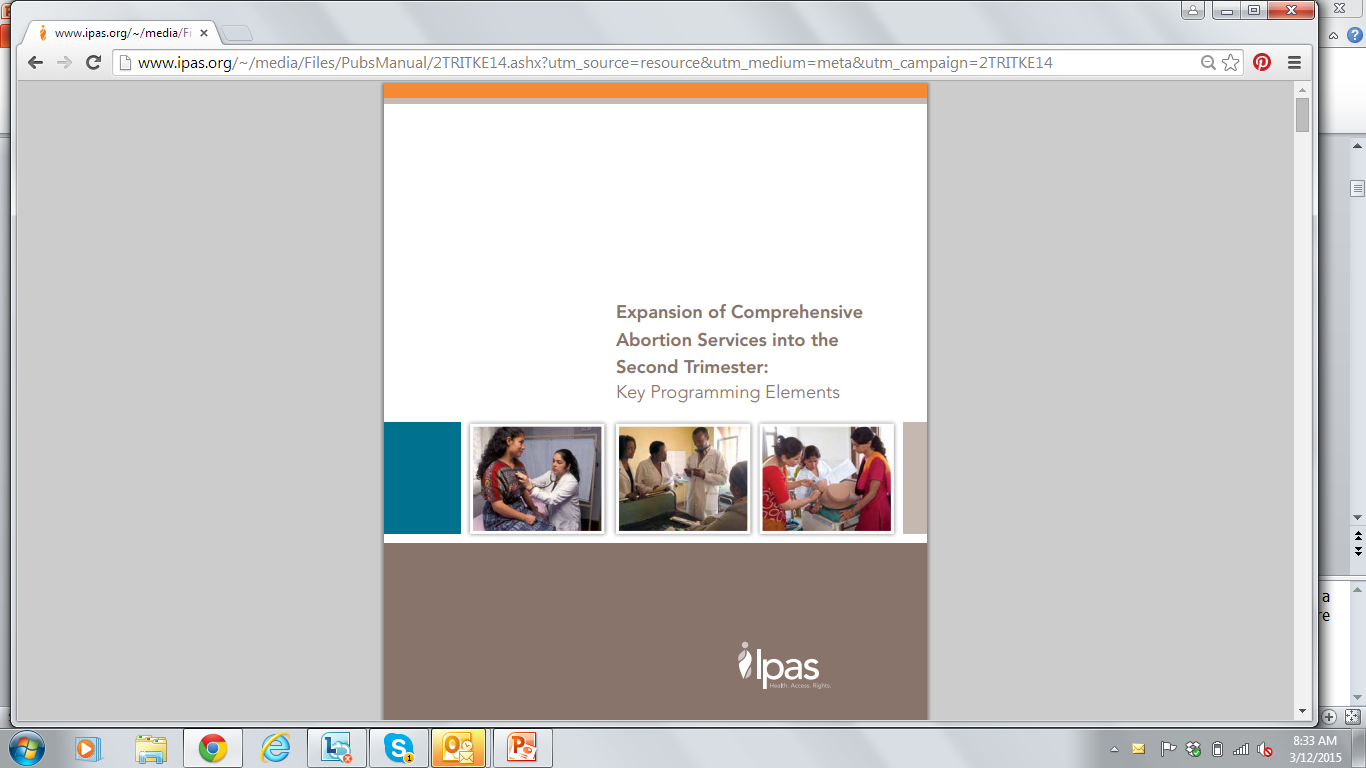 www.ipas.org/~/media/Fi
www.ipas.org/~/media/Files/PubsManual/2TRITKE14.ashx?utm_source=resource&utm_medium=meta&utm_campaign=2TRITKE14
Expansion of Comprehensive
Abortion Services into the
Second Trimester:
Key Programming Elements
Ipas
Health. Access. Rights.
a
re
8:33 AM
3/12/2015